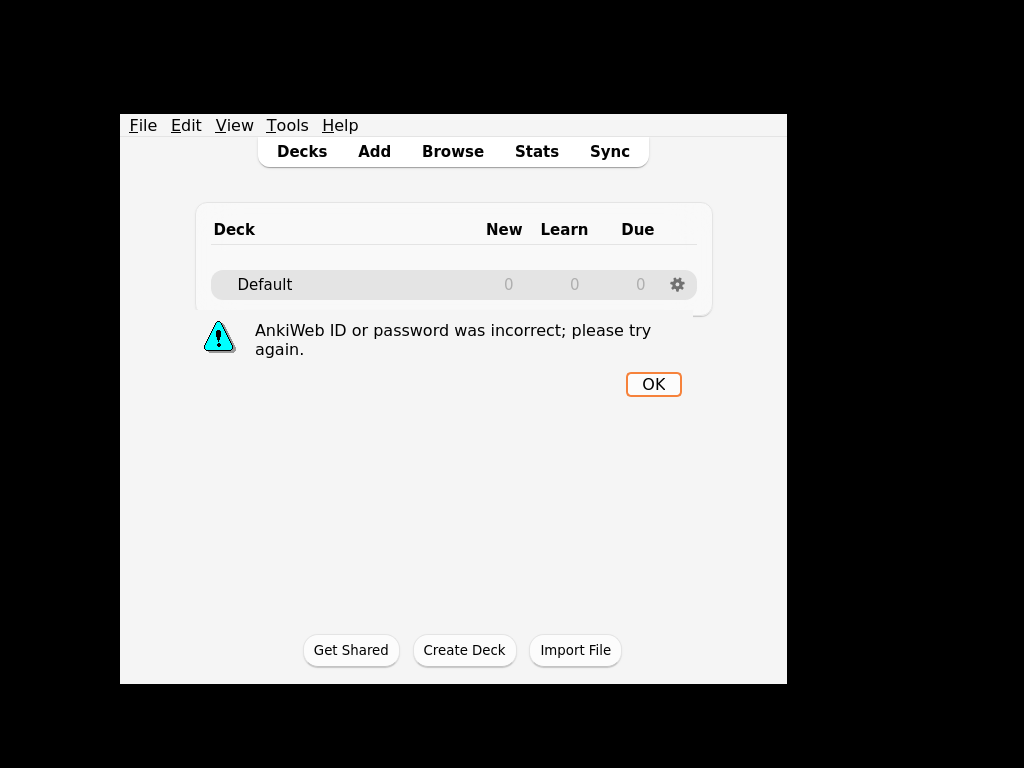 File Edit View Tools Help
Decks Add Browse Stats Sync
Deck New Learn Due
Default 0 0 0
AnkiWeb ID or password was incorrect; please try
again.
OK
Get Shared Create Deck Import File